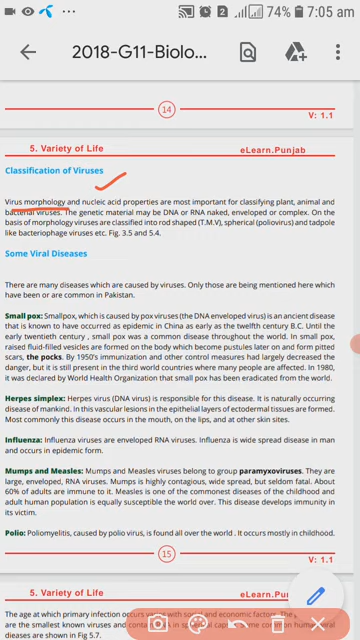 74% 7:05 am
2018-G11-Biolo...
14
V: 1.1
5. Variety of Life
eLearn.Punjab
Classification of Viruses
Virus morphology and nucleic acid properties are most important for classifying plant, animal and
bacterial viruses. The genetic material may be DNA or RNA naked, enveloped or complex. On the
basis of morphology viruses are classified into rod shaped (T.M.V), spherical (poliovirus) and tadpole
like bacteriophage viruses etc. Fig. 3.5 and 5.4.
Some Viral Diseases
There are many diseases which are caused by viruses. Only those are being mentioned here which
have been or are common in Pakistan.
Small pox: Smallpox, which is caused by pox viruses (the DNA enveloped virus) is an ancient disease
that is known to have occurred as epidemic in China as early as the twelfth century B.C. Until the
early twentieth century , small pox was a common disease throughout the world. In small pox,
raised fluid-filled vesicles are formed on the body which become pustules later on and form pitted
scars, the pocks. By 1950's immunization and other control measures had largely decreased the
danger, but it is still present in the third world countries where many people are affected. In 1980,
it was declared by World Health Organization that small pox has been eradicated from the world.
Herpes simplex: Herpes virus (DNA virus) is responsible for this disease. It is naturally occurring
disease of mankind. In this vascular lesions in the epithelial layers of ectodermal tissues are formed.
Most commonly this disease occurs in the mouth, on the lips, and at other skin sites.
Influenza: Influenza viruses are enveloped RNA viruses. Influenza is wide spread disease in man
and occurs in epidemic form.
Mumps and Measles: Mumps and Measles viruses belong to group paramyxoviruses. They are
large, enveloped, RNA viruses. Mumps is highly contagious, wide spread, but seldom fatal. About
60% of adults are immune to it. Measles is one of the commonest diseases of the childhood and
adult human population is equally susceptible the world over. This disease develops immunity in
its victim.
Polio: Poliomyelitis, caused by polio virus, is found all over the world . It occurs mostly in childhood.
15
V: 1.1
5. Variety of Life
eLearn.Pun
The age at which primary infection occurs with social and economic factors. The
are the smallest known viruses and conta A in sp al caps Some common
diseases are shown in Fig 5.7.